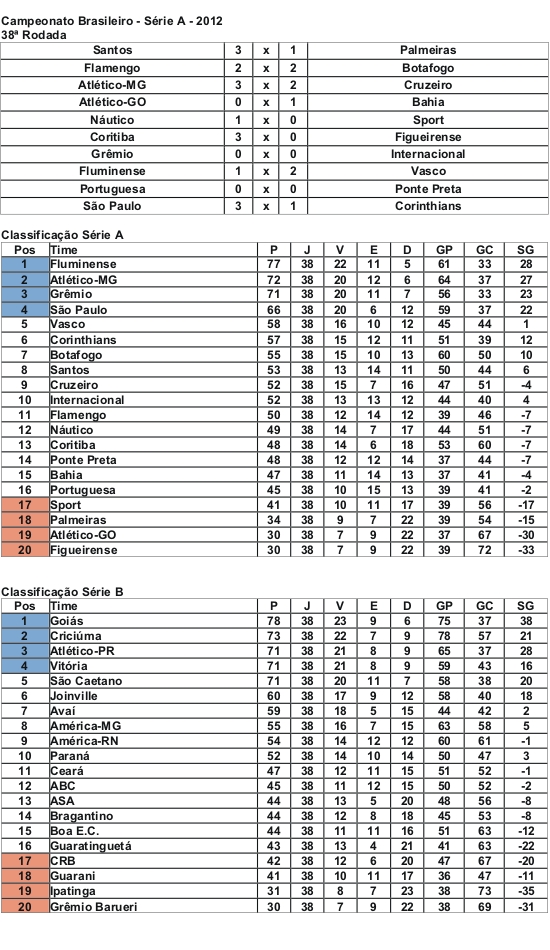 Campeonato Brasileiro - Série A - 2012
38ª Rodada
Santos 3 x 1 Palmeiras
Flamengo 2 x 2 Botafogo
Atlético-MG 3 x 2 Cruzeiro
Atlético-GO 0 x 1 Bahia
Náutico 1 x 0 Sport
Coritiba 3 x 0 Figueirense
Grêmio 0 x 0 Internacional
Fluminense 1 x 2 Vasco
Portuguesa 0 x 0 Ponte Preta
São Paulo 3 x 1 Corinthians
Classificação Série A
Pos Time P J V E D GP GC SG
1 Fluminense 77 38 22 11 5 61 33 28
2 Atlético-MG 72 38 20 12 6 64 37 27
3 Grêmio 71 38 20 11 7 56 33 23
4 São Paulo 66 38 20 6 12 59 37 22
5 Vasco 58 38 16 10 12 45 44 1
6 Corinthians 57 38 15 12 11 51 39 12
7 Botafogo 55 38 15 10 13 60 50 10
8 Santos 53 38 13 14 11 50 44 6
9 Cruzeiro 52 38 15 7 16 47 51 -4
10 Internacional 52 38 13 13 12 44 40 4
11 Flamengo 50 38 12 14 12 39 46 -7
12 Náutico 49 38 14 7 17 44 51 -7
13 Coritiba 48 38 14 6 18 53 60 -7
14 Ponte Preta 48 38 12 12 14 37 44 -7
15 Bahia 47 38 11 14 13 37 41 -4
16 Portuguesa 45 38 10 15 13 39 41 -2
17 Sport 41 38 10 11 17 39 56 -17
18 Palmeiras 34 38 9 7 22 39 54 -15
19 Atlético-GO 30 38 7 9 22 37 67 -30
20 Figueirense 30 38 7 9 22 39 72 -33
Classificação Série B
Pos Time P J V E D GP GC SG
1 Goiás 78 38 23 9 6 75 37 38
2 Criciúma 73 38 22 7 9 78 57 21
3 Atlético-PR 71 38 21 8 9 65 37 28
4 Vitória 71 38 21 8 9 59 43 16
5 São Caetano 71 38 20 11 7 58 38 20
6 Joinville 60 38 17 9 12 58 40 18
7 Avaí 59 38 18 5 15 44 42 2
8 América-MG 55 38 16 7 15 63 58 5
9 América-RN 54 38 14 12 12 60 61 -1
10 Paraná 52 38 14 10 14 50 47 3
11 Ceará 47 38 12 11 15 51 52 -1
12 ABC 45 38 11 12 15 50 52 -2
13 ASA 44 38 13 5 20 48 56 -8
14 Bragantino 44 38 12 8 18 45 53 -8
15 Boa E.C. 44 38 11 11 16 51 63 -12
16 Guaratinguetá 43 38 13 4 21 41 63 -22
17 CRB 42 38 12 6 20 47 67 -20
18 Guarani 41 38 10 11 17 36 47 -11
19 Ipatinga 31 38 8 7 23 38 73 -35
20 Grêmio Barueri 30 38 7 9 22 38 69 -31